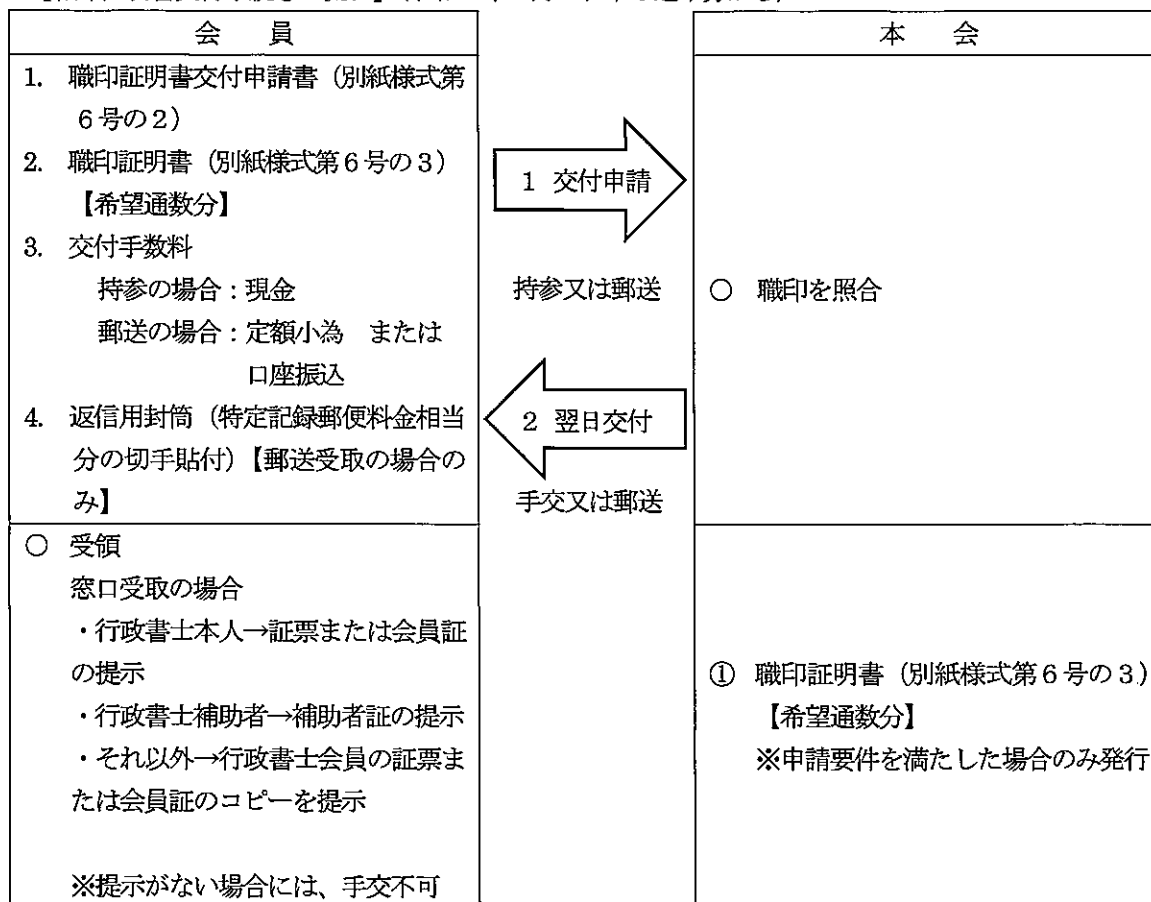 会 員
1. 職印証明書交付申請書（別紙様式第
６号の２）
2. 職印証明書（別紙様式第６号の３）
【希望通数分】
3. 交付手数料
持参の場合：現金
郵送の場合：定額小為 または
口座振込
4. 返信用封筒（特定記録郵便料金相当
分の切手貼付）【郵送受取の場合の
み】
1 交付申請
持参又は郵送
2 翌日交付
手交又は郵送
本 会
○ 職印を照合
○ 受領
窓口受取の場合
・行政書士本人→証票または会員証
の提示
・行政書士補助者→補助者証の提示
・それ以外→行政書士会員の証票ま
たは会員証のコピーを提示
※提示がない場合には、手交不可
① 職印証明書（別紙様式第６号の３）
【希望通数分】
※申請要件を満たした場合のみ発行